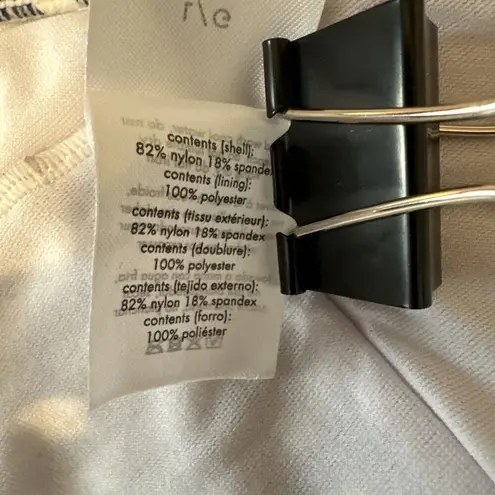 contents (shell):
82% nylon 18% spandex
contents (lining):
100% polyester
contents (tissu extérieur):
82% nylon 18% spandex
contents (doublure):
100% polyester
contents (tejido externo):
82% nylon 18% spandex
contents (forro):
100% poliéster